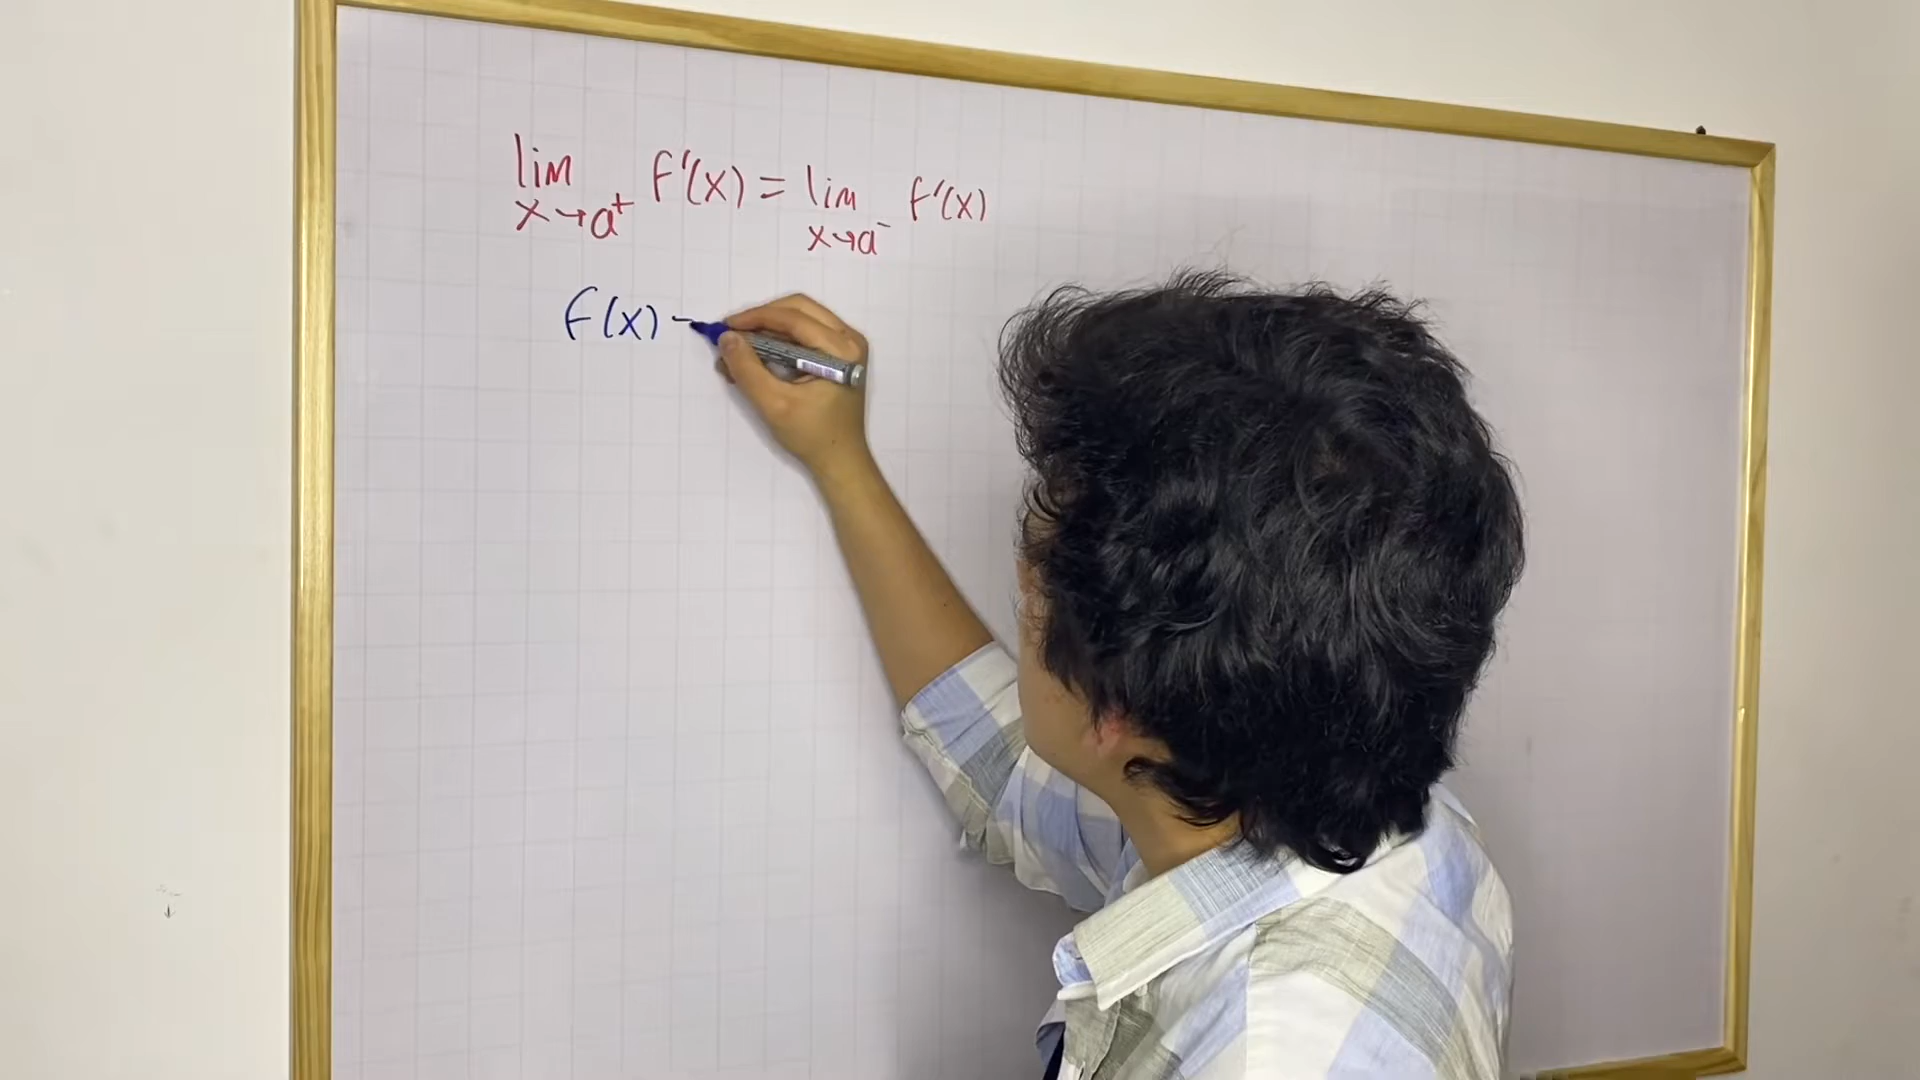 lim x→a⁺ f'(x) = lim x→a⁻ f'(x)
f(x) -